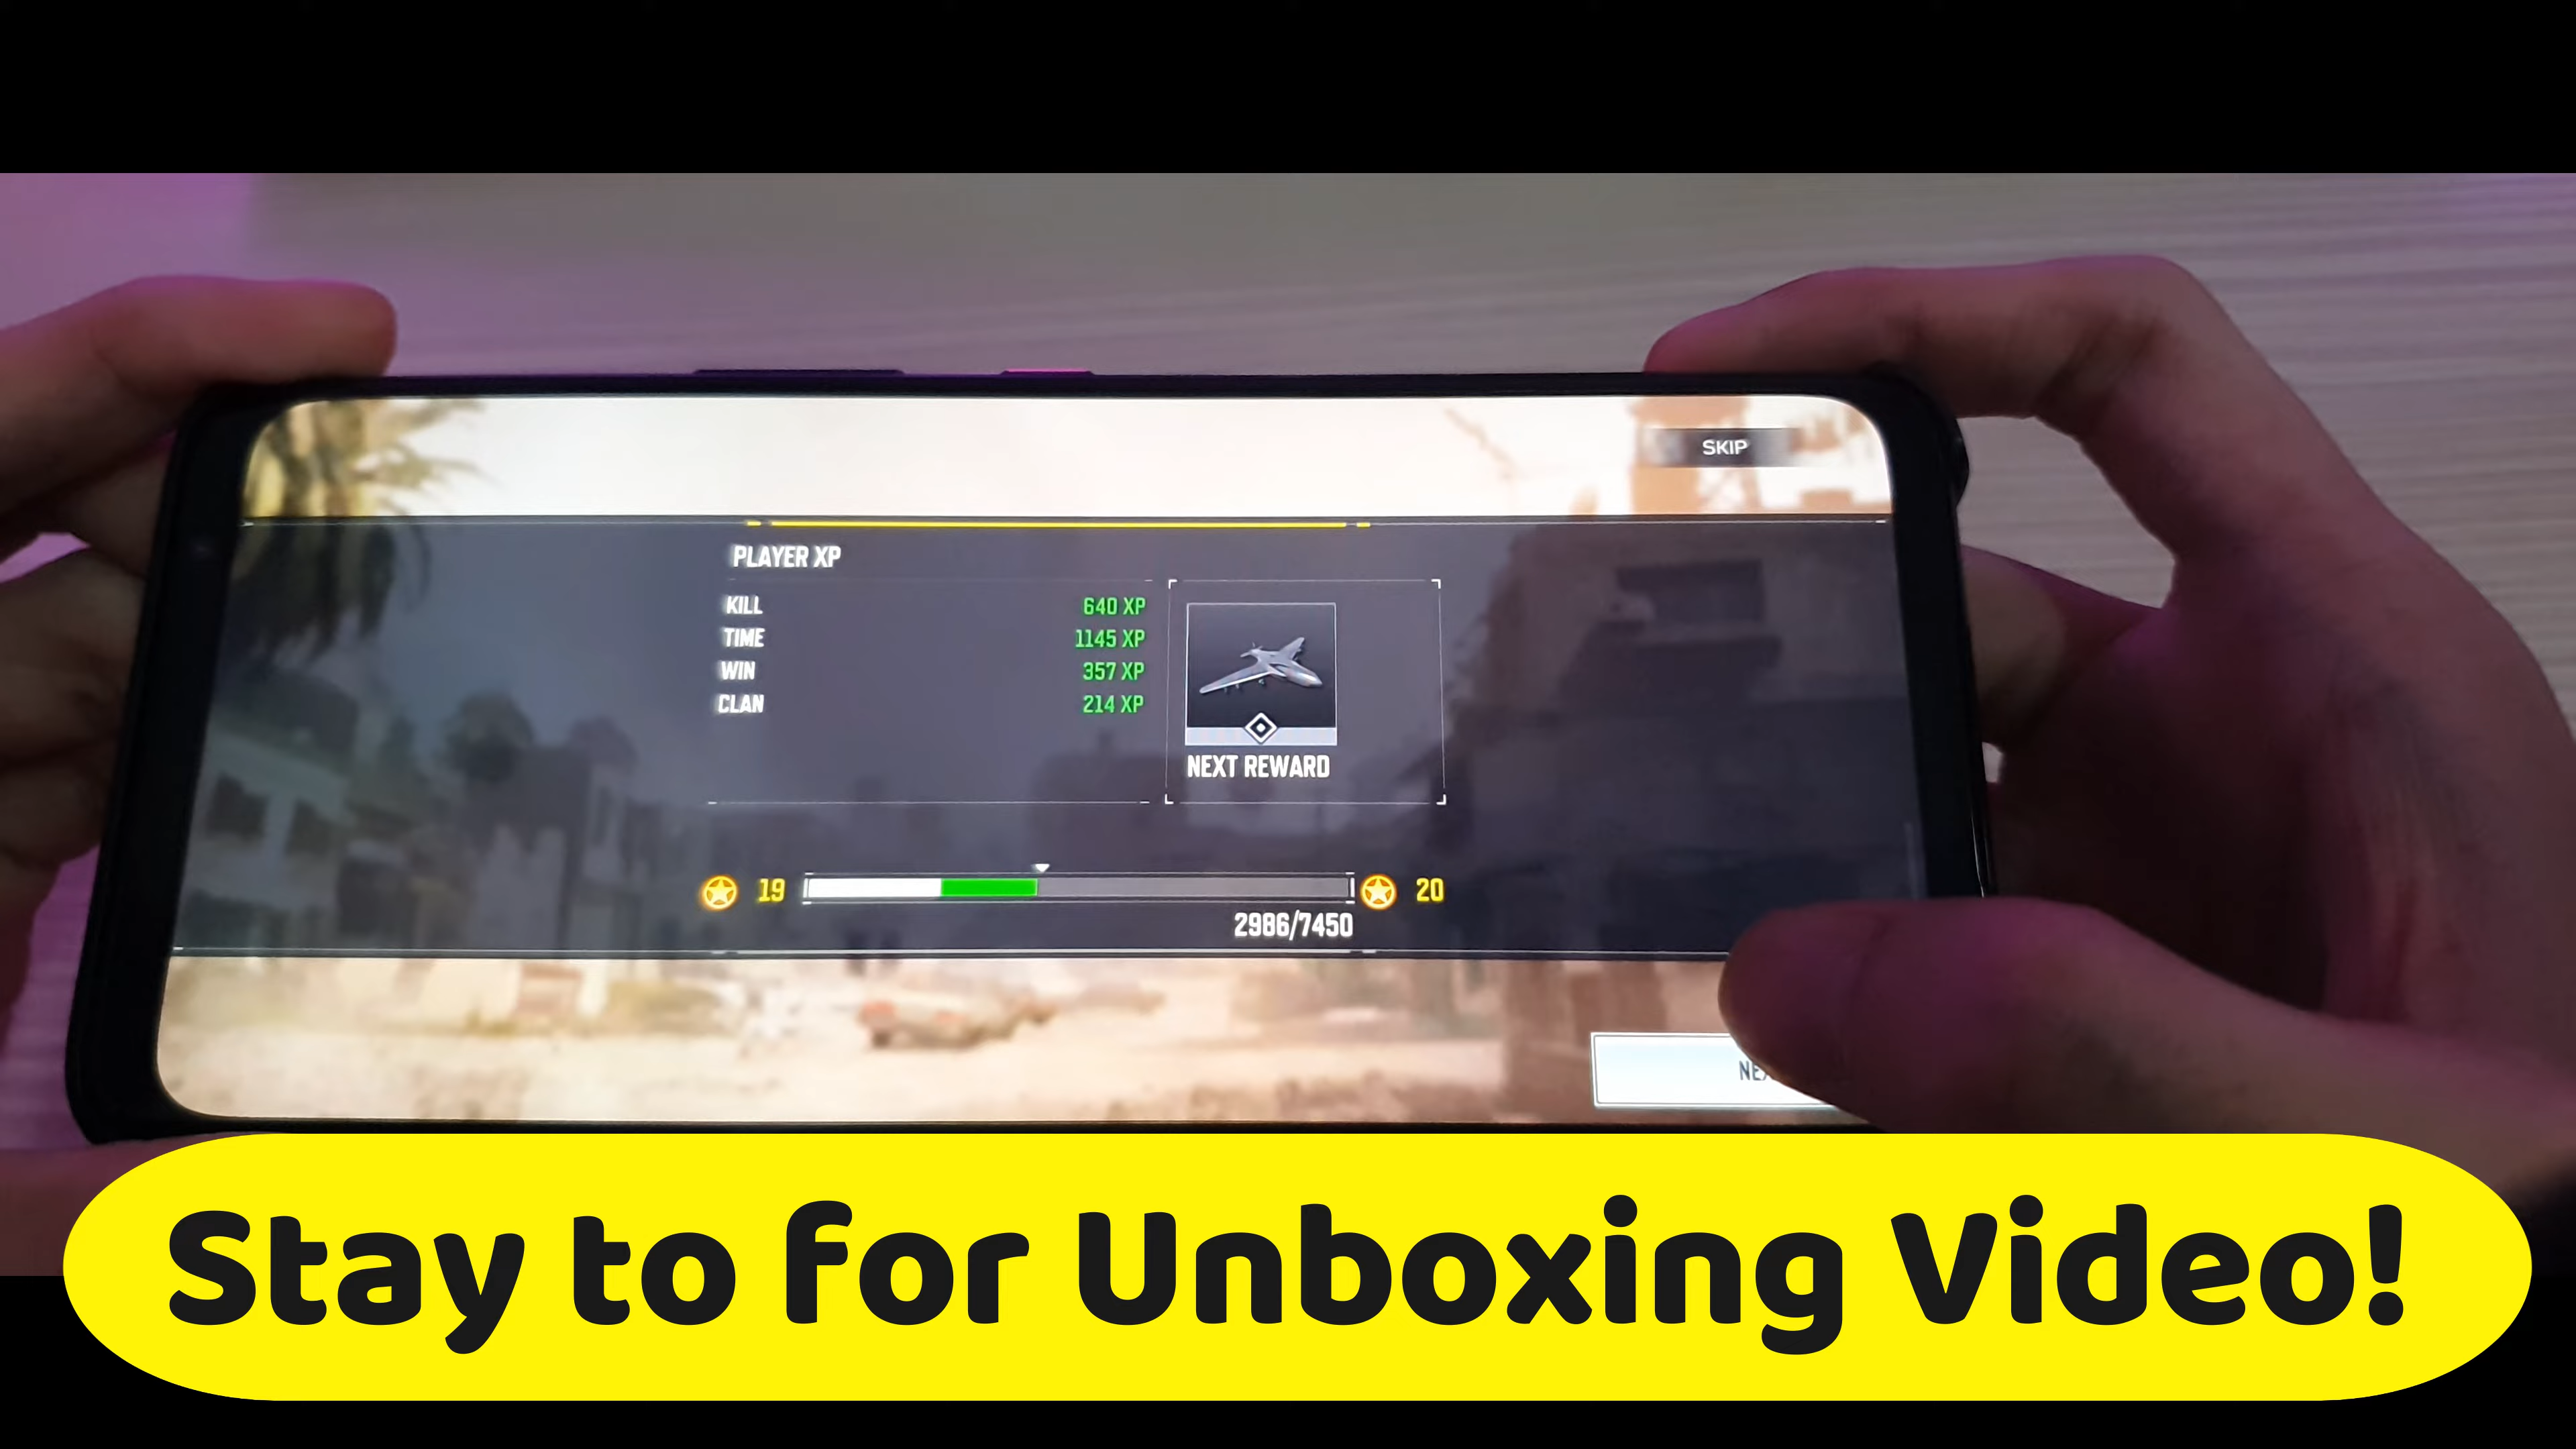 SKIP
PLAYER XP
KILL 640 XP
TIME 1145 XP
WIN 357 XP
CLAN 214 XP
NEXT REWARD
19 20
2986/7450
Stay to for Unboxing Video!